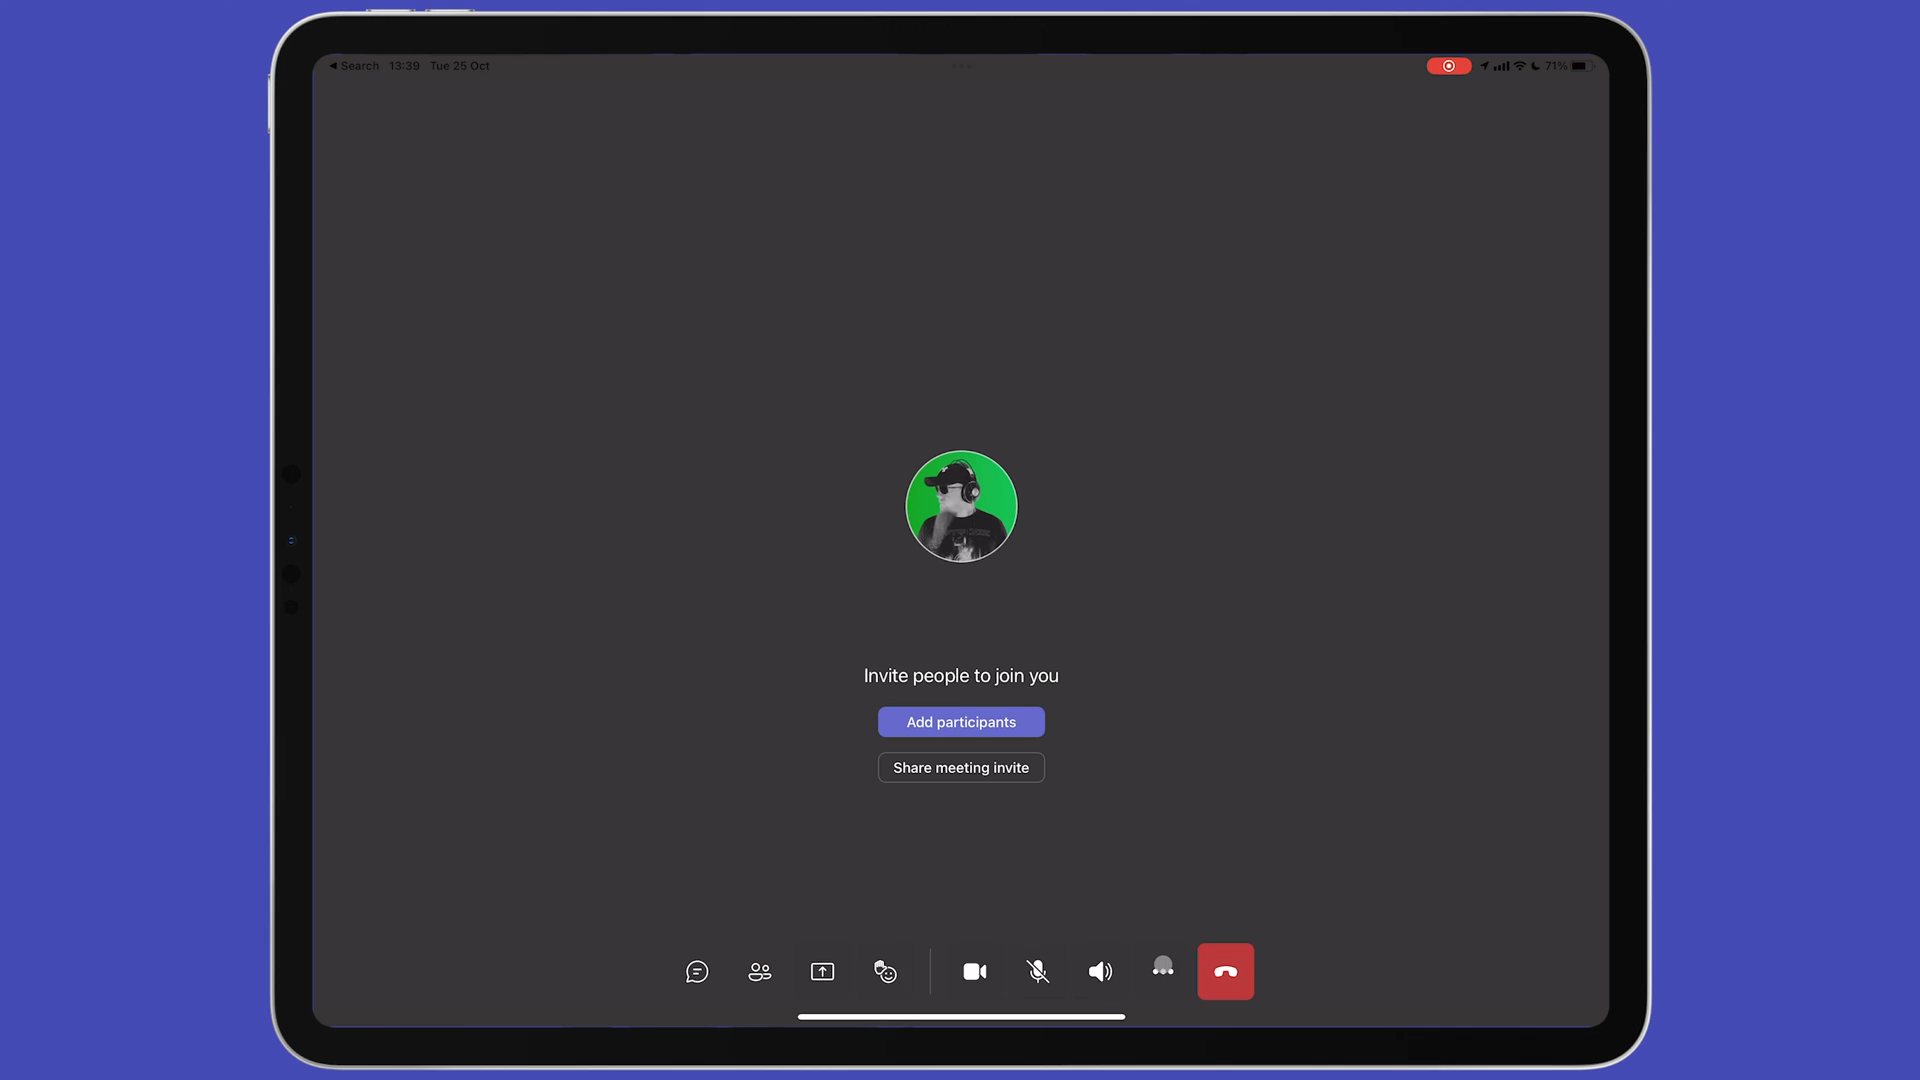 ◀ Search 13:39 Tue 25 Oct
71%
Invite people to join you
Add participants
Share meeting invite